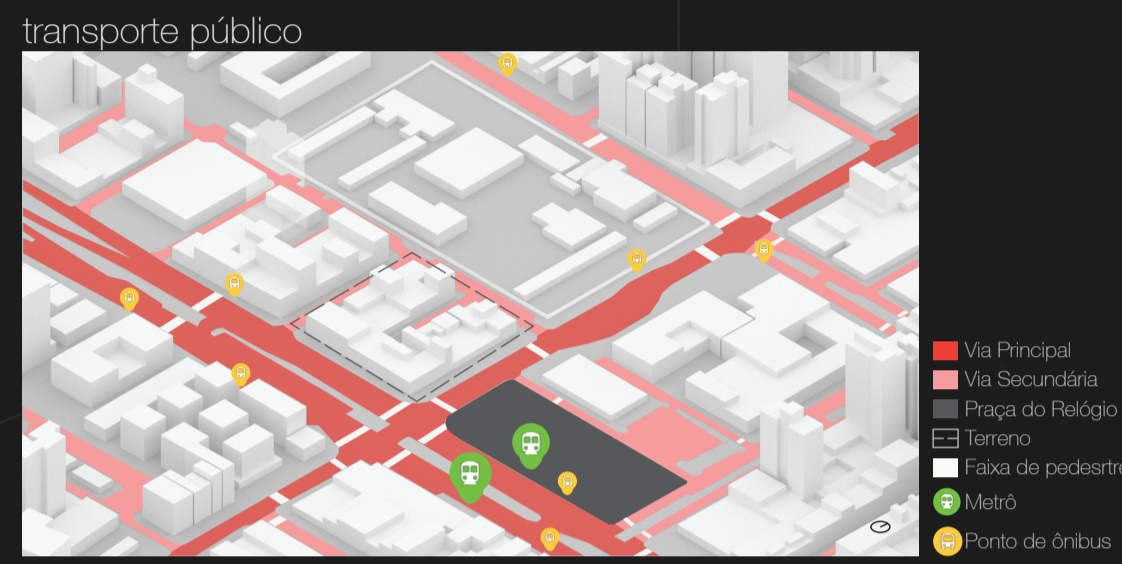 transporte público
Via Principal
Via Secundária
Praça do Relógio
Terreno
Faixa de pedesrtre
Metrô
Ponto de ônibus